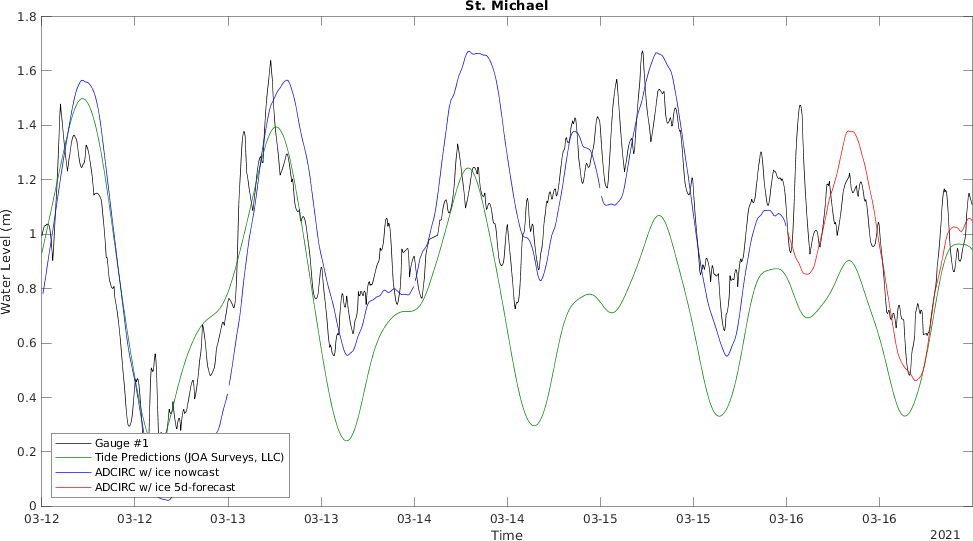 St. Michael
1.8
1.6
1.4
1.2
1
0.8
0.6
0.4
0.2
0
Water Level (m)
Gauge #1
Tide Predictions (JOA Surveys, LLC)
ADCIRC w/ ice nowcast
ADCIRC w/ ice 5d-forecast
03-12 03-12 03-13 03-13 03-14 03-14 03-15 03-15 03-16 03-16
Time
2021